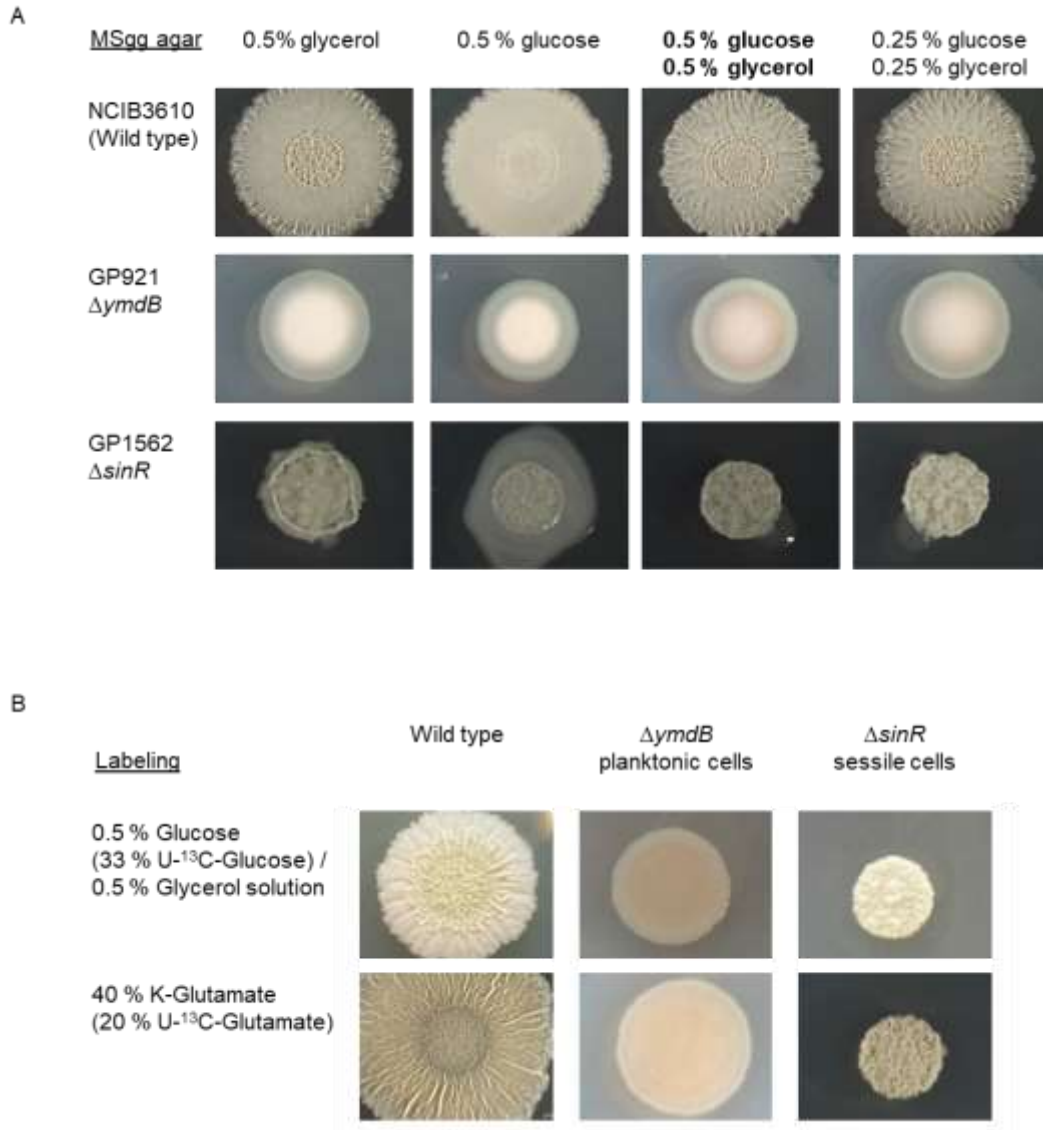 A
MSgg agar
0.5% glycerol
0.5 % glucose
0.5 % glucose
0.5 % glycerol
0.25 % glucose
0.25 % glycerol
NCIB3610
(Wild type)
GP921
ΔymdB
GP1562
ΔsinR
B
Labeling
Wild type
ΔymdB
planktonic cells
ΔsinR
sessile cells
0.5 % Glucose
(33 % U-¹³C-Glucose) /
0.5 % Glycerol solution
40 % K-Glutamate
(20 % U-¹³C-Glutamate)